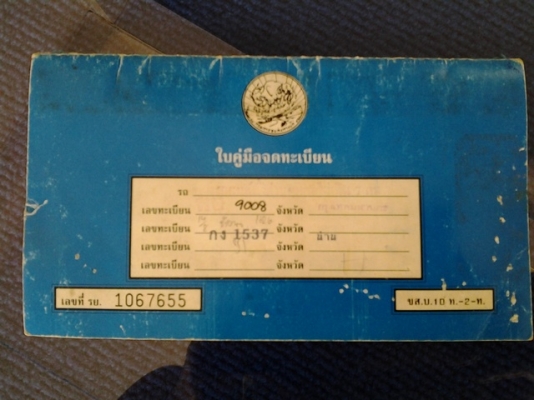 ใบคู่มือจดทะเบียน
รถ
เลขทะเบียน 9008 จังหวัด
เลขทะเบียน จังหวัด
กง 1537 น่าน
เลขทะเบียน จังหวัด
เลขทะเบียน จังหวัด
เลขที่ รย. 1067655
ขส.บ.10 ท.-2-ท.